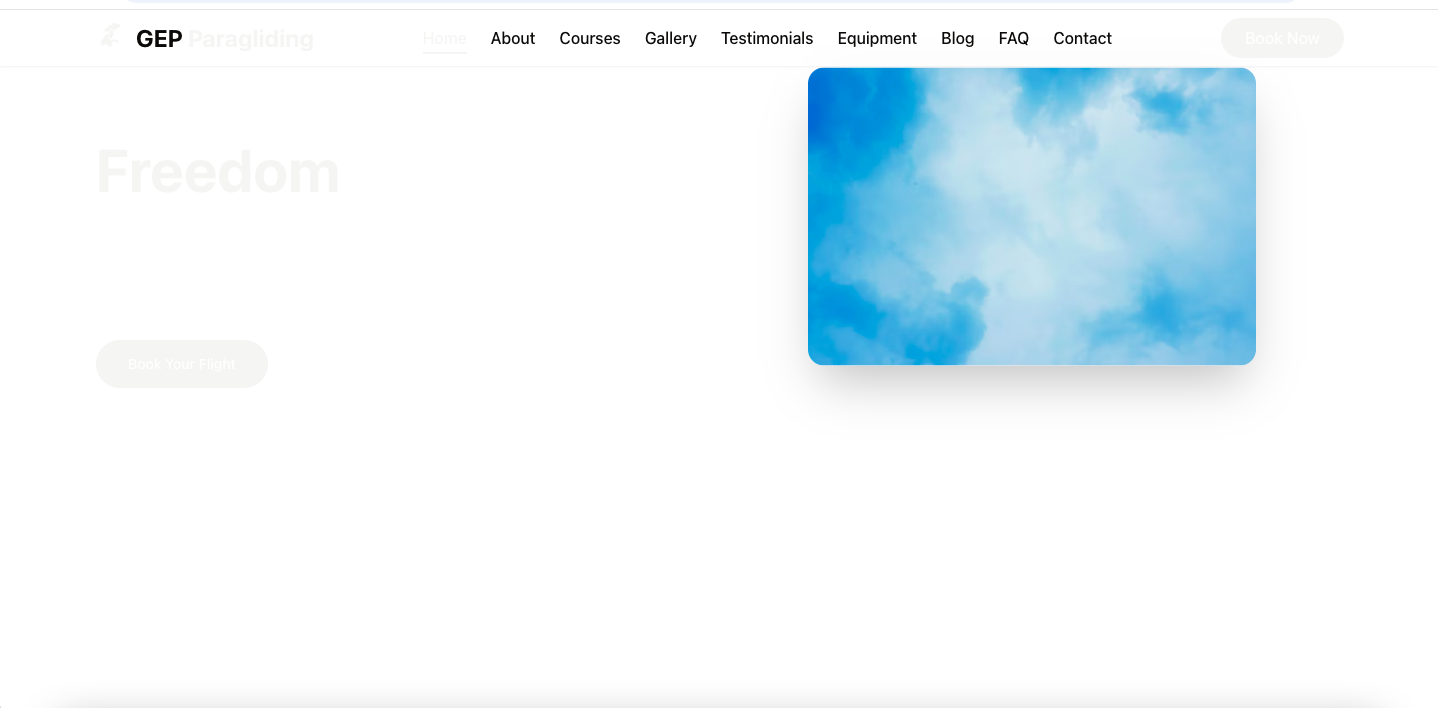 GEP Paragliding Home About Courses Gallery Testimonials Equipment Blog FAQ Contact Book Now
Freedom
Book Your Flight